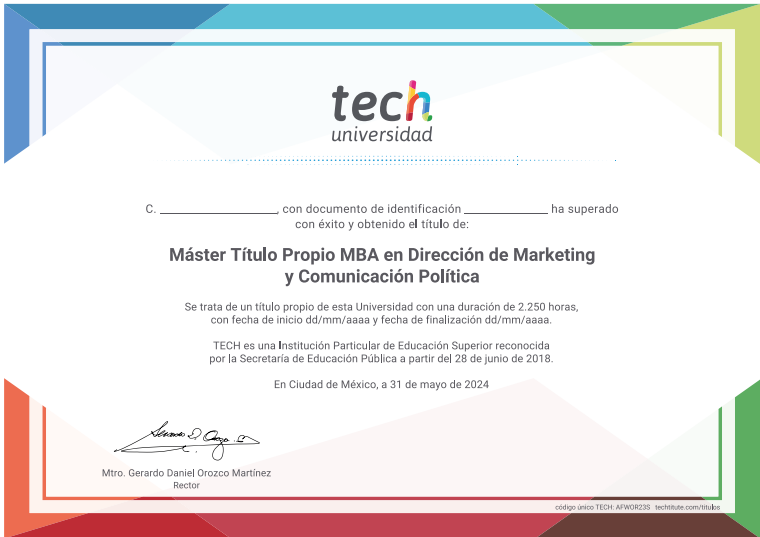 tech
universidad
C. ____________________, con documento de identificación ______________ ha superado
con éxito y obtenido el título de:
Máster Título Propio MBA en Dirección de Marketing
y Comunicación Política
Se trata de un título propio de esta Universidad con una duración de 2.250 horas,
con fecha de inicio dd/mm/aaaa y fecha de finalización dd/mm/aaaa.
TECH es una Institución Particular de Educación Superior reconocida
por la Secretaría de Educación Pública a partir del 28 de junio de 2018.
En Ciudad de México, a 31 de mayo de 2024
Mtro. Gerardo Daniel Orozco Martínez
Rector
código único TECH: AFWOR23S techtitute.com/titulos